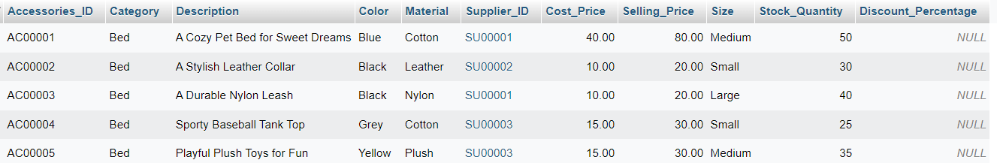 Accessories_ID Category Description Color Material Supplier_ID Cost_Price Selling_Price Size Stock_Quantity Discount_Percentage
AC00001 Bed A Cozy Pet Bed for Sweet Dreams Blue Cotton SU00001 40.00 80.00 Medium 50 NULL
AC00002 Bed A Stylish Leather Collar Black Leather SU00002 10.00 20.00 Small 30 NULL
AC00003 Bed A Durable Nylon Leash Black Nylon SU00001 10.00 20.00 Large 40 NULL
AC00004 Bed Sporty Baseball Tank Top Grey Cotton SU00003 15.00 30.00 Small 25 NULL
AC00005 Bed Playful Plush Toys for Fun Yellow Plush SU00003 15.00 30.00 Medium 35 NULL